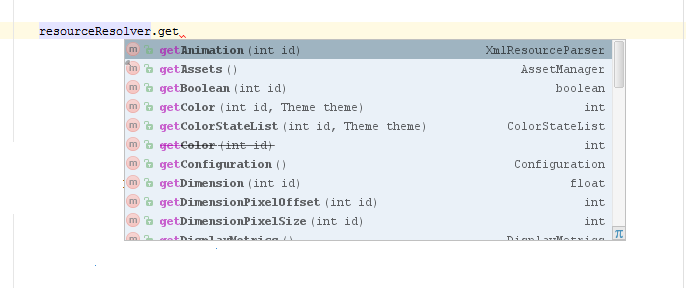 resourceResolver.get
m getAnimation(int id) XmlResourceParser
m getAssets() AssetManager
m getBoolean(int id) boolean
m getColor(int id, Theme theme) int
m getColorStateList(int id, Theme theme) ColorStateList
m getColor(int id) int
m getConfiguration() Configuration
m getDimension(int id) float
m getDimensionPixelOffset(int id) int
m getDimensionPixelSize(int id) int
m getDisplayMetrics() DisplayMetrics
π